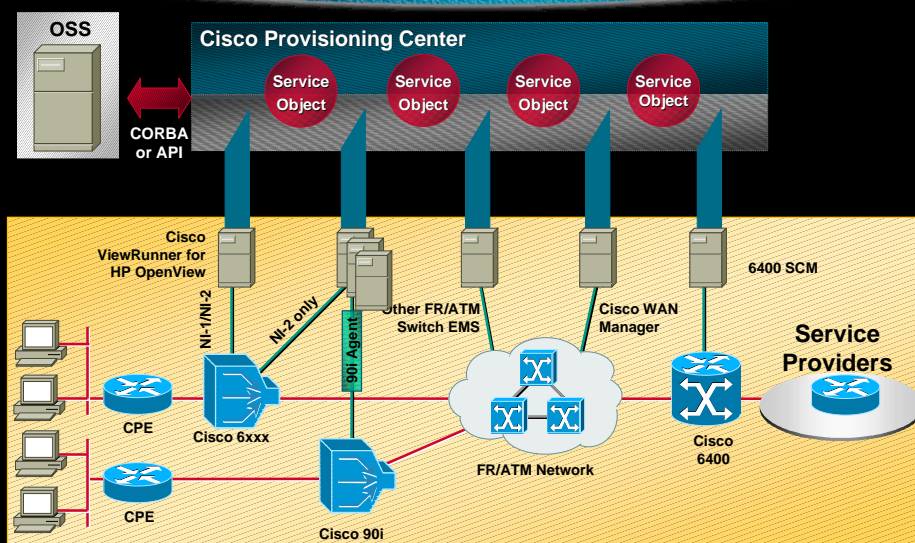 OSS
Cisco Provisioning Center
Service
Object
Service
Object
Service
Object
Service
Object
CORBA
or API
Cisco
ViewRunner for
HP OpenView
6400 SCM
NI-1/NI-2
NI-2 only
90i Agent
Other FR/ATM
Switch EMS
Cisco WAN
Manager
Service
Providers
CPE
Cisco 6xxx
FR/ATM Network
Cisco
6400
CPE
Cisco 90i